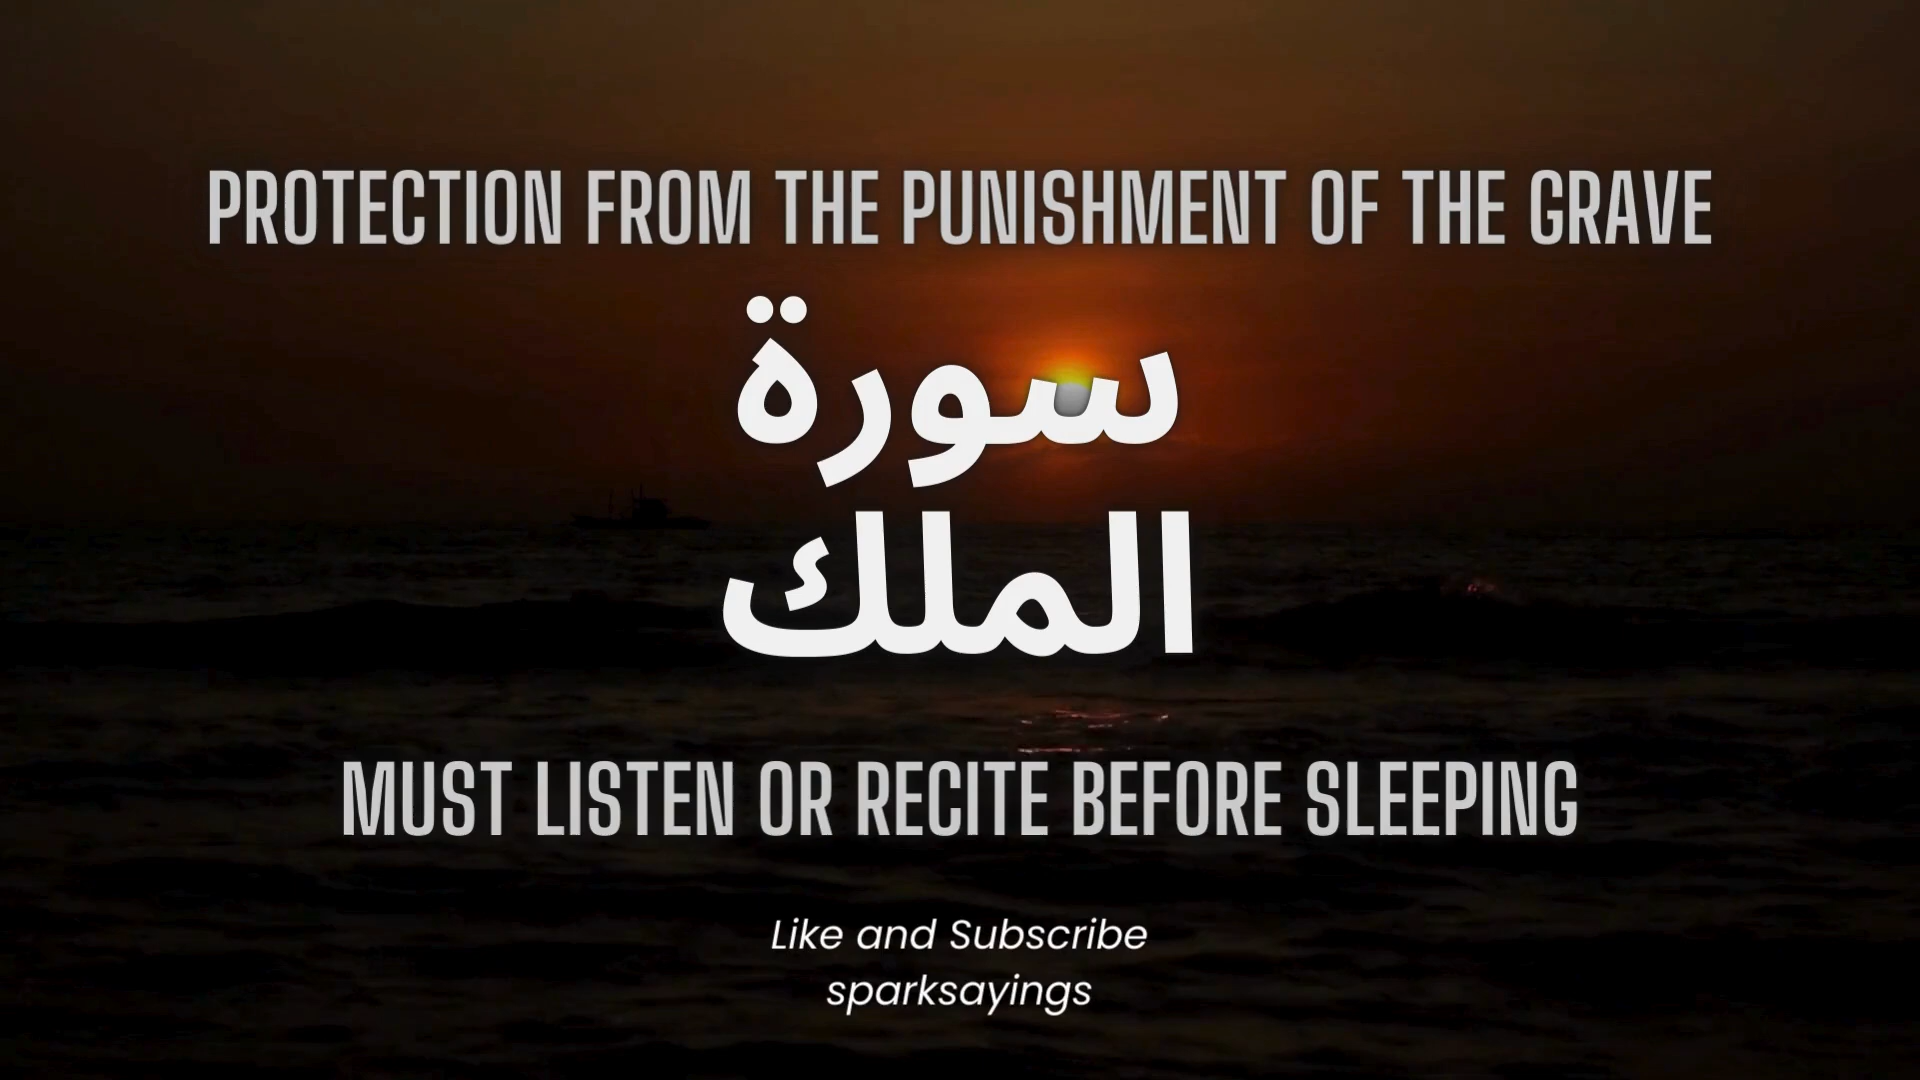 PROTECTION FROM THE PUNISHMENT OF THE GRAVE
سورة
الملك
MUST LISTEN OR RECITE BEFORE SLEEPING
Like and Subscribe
sparksayings